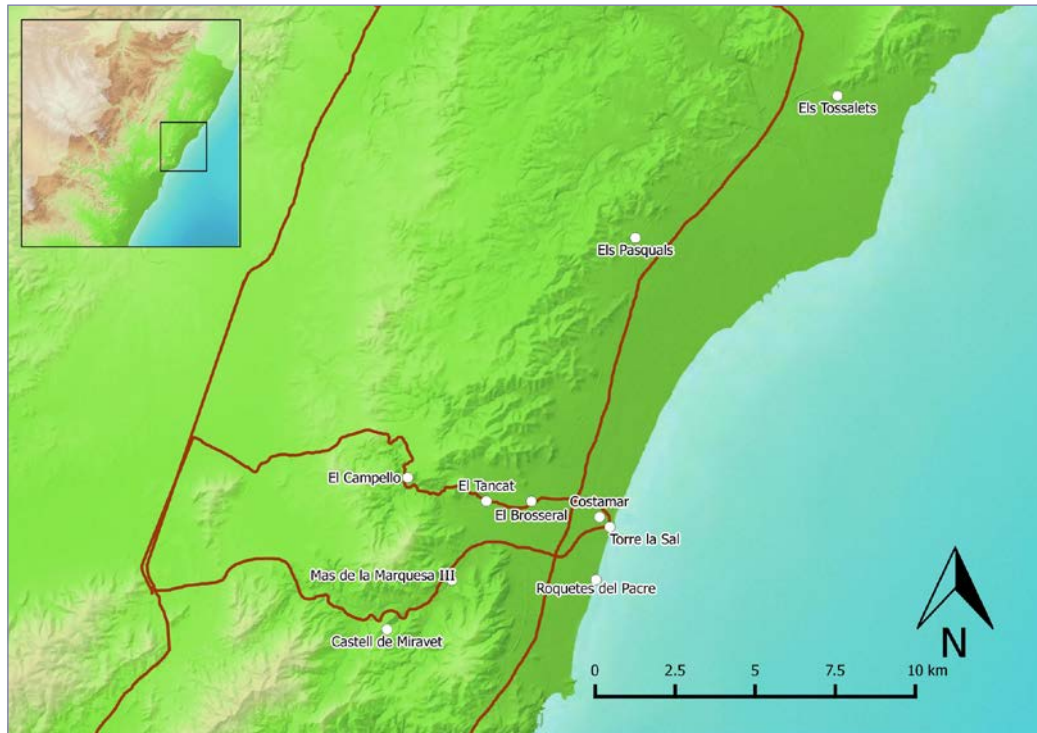 Els Tossalets
Els Pasquals
El Campello
El Tancat
El Brosseral
Costamar
Torre la Sal
Mas de la Marquesa III
Roquetes del Pacre
Castell de Miravet
N
0 2.5 5 7.5 10 km